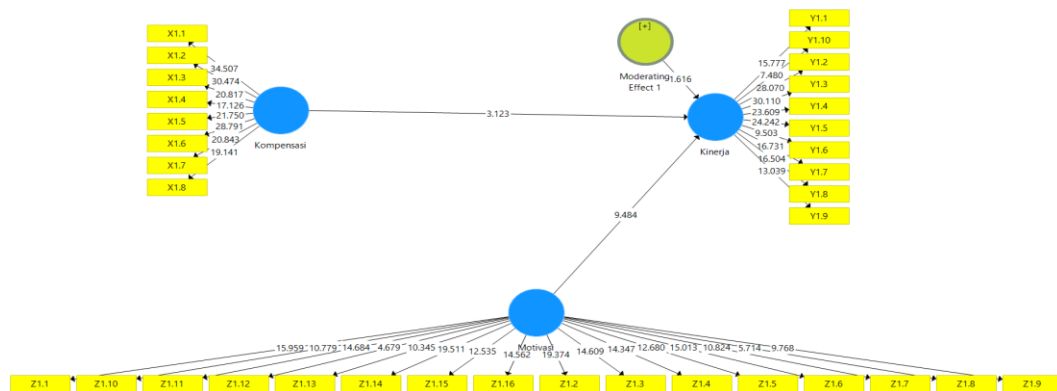 X1.1
X1.2
X1.3
X1.4
X1.5
X1.6
X1.7
X1.8
34.507
30.474
20.817
17.126
21.750
28.791
20.843
19.141
Kompensasi
3.123
[+]
Moderating
Effect 1
1.616
Kinerja
15.777
7.480
28.070
30.110
23.609
24.242
9.503
16.731
16.504
13.039
Y1.1
Y1.10
Y1.2
Y1.3
Y1.4
Y1.5
Y1.6
Y1.7
Y1.8
Y1.9
9.484
Motivasi
15.959 10.779 14.684 4.679 10.345 19.511 12.535 14.562 19.374 14.609 14.347 12.680 15.013 10.824 5.714 9.768
Z1.1 Z1.10 Z1.11 Z1.12 Z1.13 Z1.14 Z1.15 Z1.16 Z1.2 Z1.3 Z1.4 Z1.5 Z1.6 Z1.7 Z1.8 Z1.9